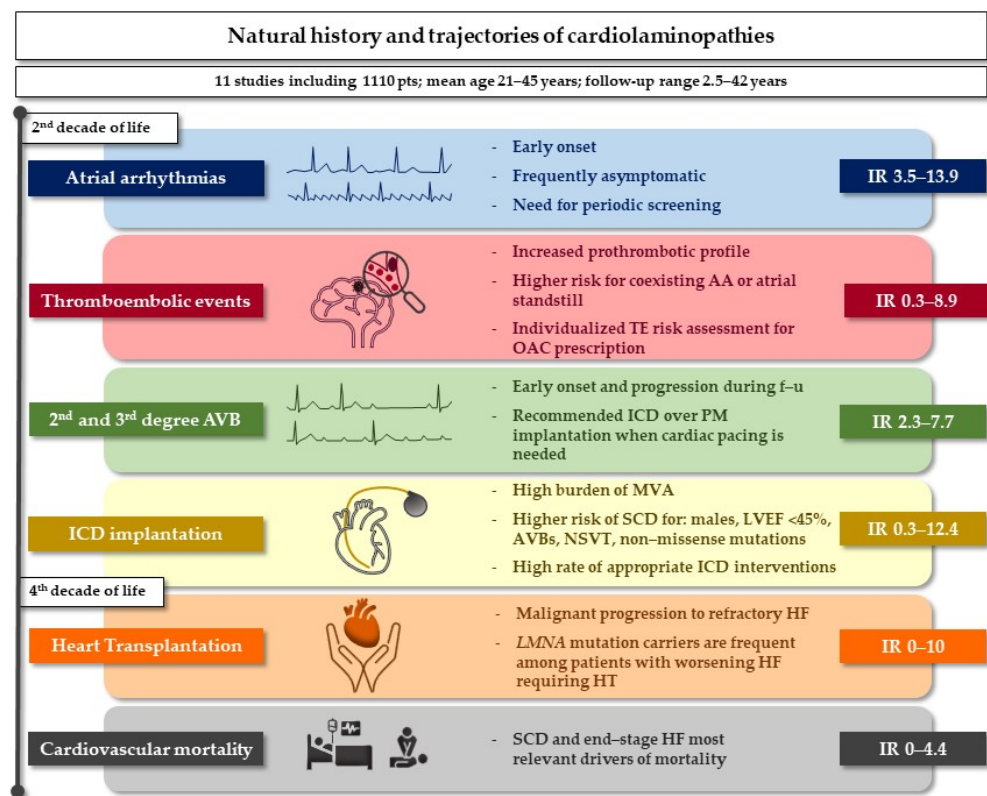 Natural history and trajectories of cardiolaminopathies
11 studies including 1110 pts; mean age 21–45 years; follow-up range 2.5–42 years
2nd decade of life
Atrial arrhythmias
- Early onset
- Frequently asymptomatic
- Need for periodic screening
IR 3.5–13.9
Thromboembolic events
- Increased prothrombotic profile
- Higher risk for coexisting AA or atrial
standstill
- Individualized TE risk assessment for
OAC prescription
IR 0.3–8.9
2nd and 3rd degree AVB
- Early onset and progression during f–u
- Recommended ICD over PM
implantation when cardiac pacing is
needed
IR 2.3–7.7
ICD implantation
- High burden of MVA
- Higher risk of SCD for: males, LVEF <45%,
AVBs, NSVT, non–missense mutations
- High rate of appropriate ICD interventions
IR 0.3–12.4
4th decade of life
Heart Transplantation
- Malignant progression to refractory HF
- LMNA mutation carriers are frequent
among patients with worsening HF
requiring HT
IR 0–10
Cardiovascular mortality
- SCD and end–stage HF most
relevant drivers of mortality
IR 0–4.4